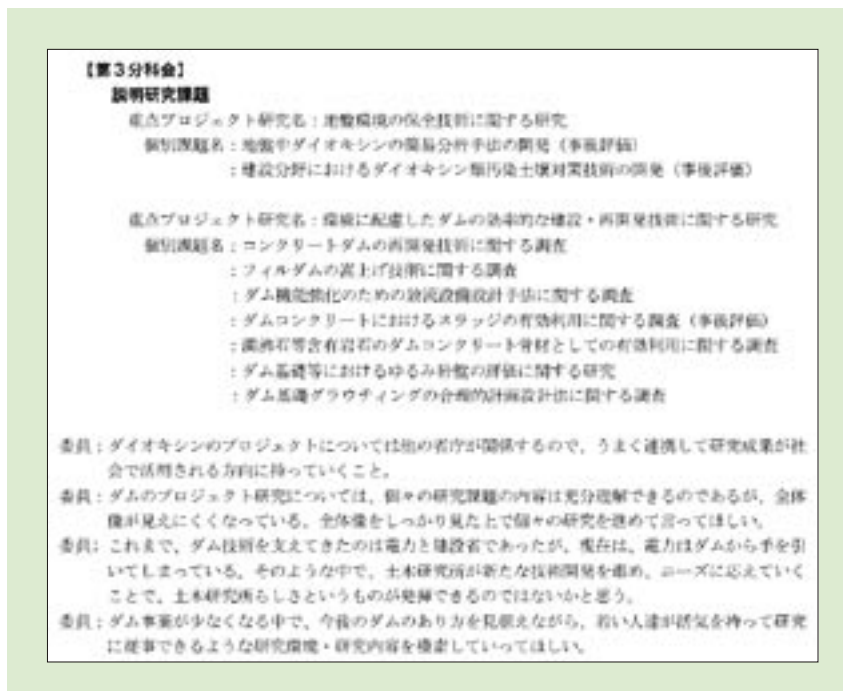 【第3分科会】
説明研究課題
重点プロジェクト研究名：地盤環境の保全技術に関する研究
個別課題名：地盤中ダイオキシンの簡易分析手法の開発（事後評価）
：建設分野におけるダイオキシン類汚染土壌対策技術の開発（事後評価）
重点プロジェクト研究名：環境に配慮したダムの効率的な建設・再開発技術に関する研究
個別課題名：コンクリートダムの再開発技術に関する調査
：フィルダムの嵩上げ技術に関する調査
：ダム機能強化のための放流設備設計手法に関する調査
：ダムコンクリートにおけるスラッジの有効利用に関する調査（事後評価）
：濁沸石等含有岩石のダムコンクリート骨材としての有効利用に関する調査
：ダム基礎等におけるゆるみ岩盤の評価に関する研究
：ダム基礎グラウチングの合理的計画設計法に関する調査
委員：ダイオキシンのプロジェクトについては他の省庁が関係するので、うまく連携して研究成果が社
会で活用される方向に持っていくこと。
委員：ダムのプロジェクト研究については、個々の研究課題の内容は充分理解できるのであるが、全体
像が見えにくくなっている。全体像をしっかり見た上で個々の研究を進めて言ってほしい。
委員：これまで、ダム技術を支えてきたのは電力と建設省であったが、現在は、電力はダムから手を引
いてしまっている。そのような中で、土木研究所が新たな技術開発を進め、ニーズに応えていく
ことで、土木研究所らしさというものが発揮できるのではないかと思う。
委員：ダム事業が少なくなる中で、今後のダムのあり方を見据えながら、若い人達が活気を持って研究
に従事できるような研究環境・研究内容を模索していってほしい。